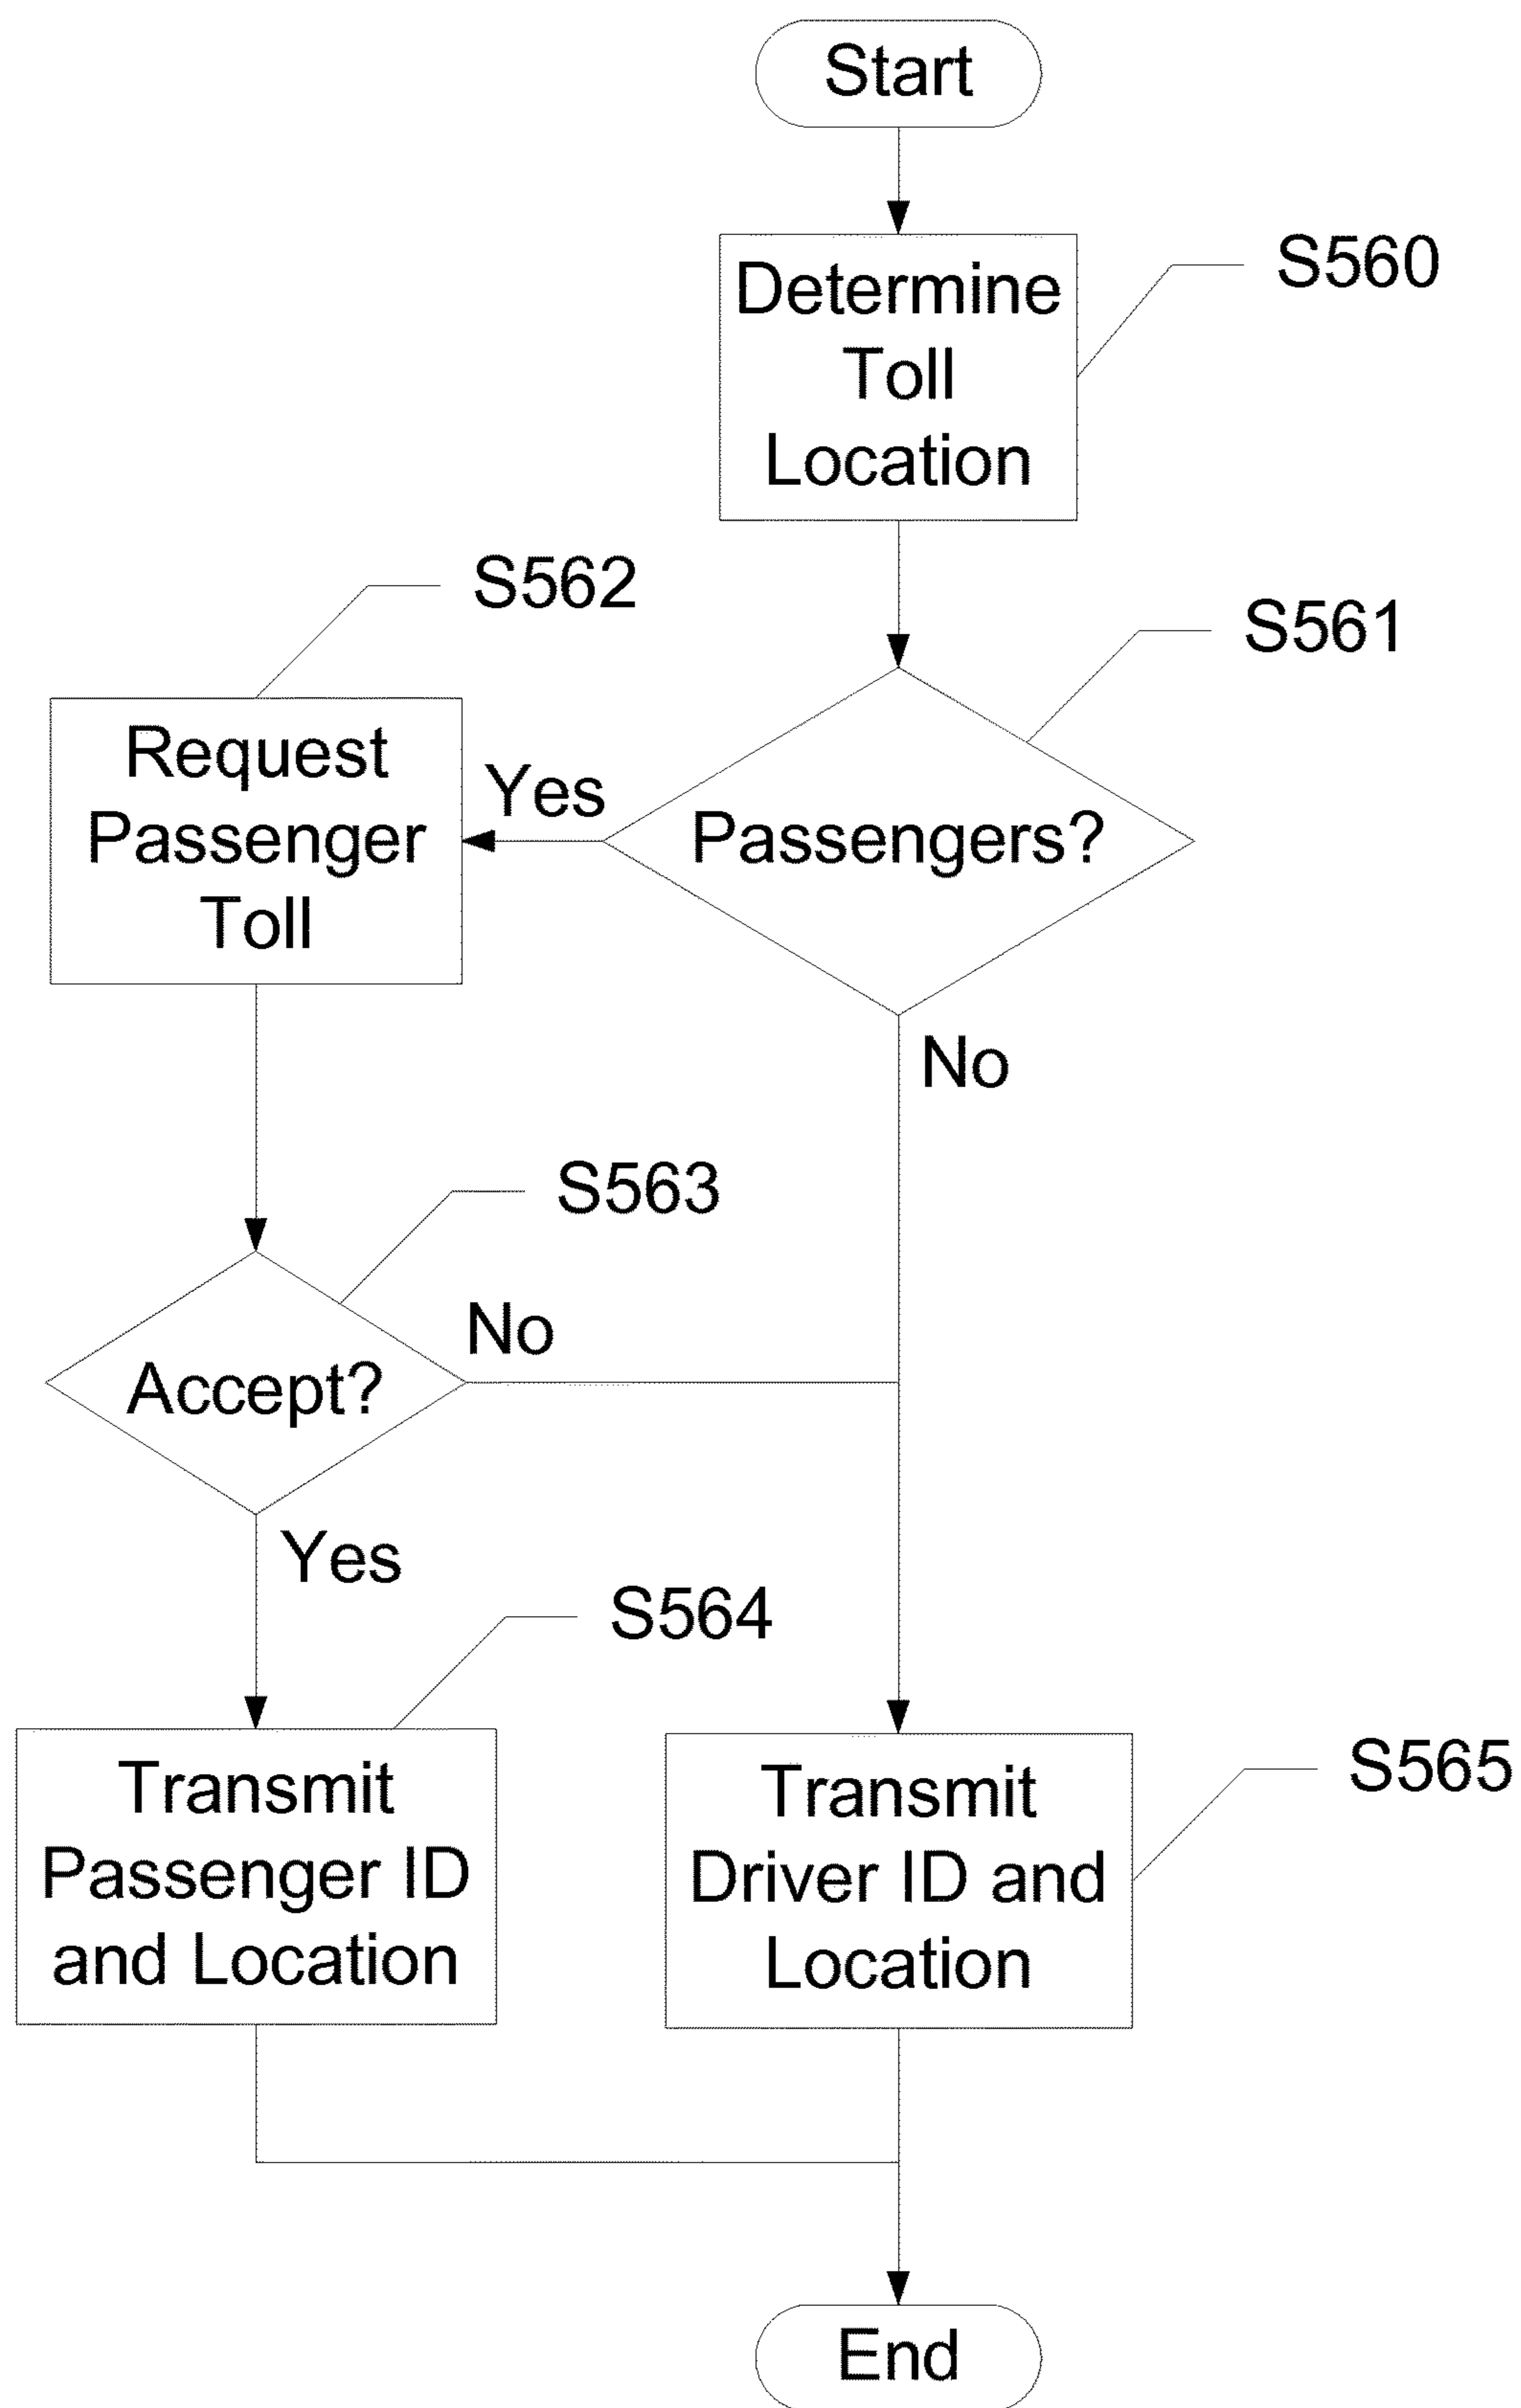 Start
Determine
Toll
Location
S560
S561
Passengers?
Yes
No
S562
Request
Passenger
Toll
S563
Accept?
No
Yes
S564
Transmit
Passenger ID
and Location
S565
Transmit
Driver ID and
Location
End